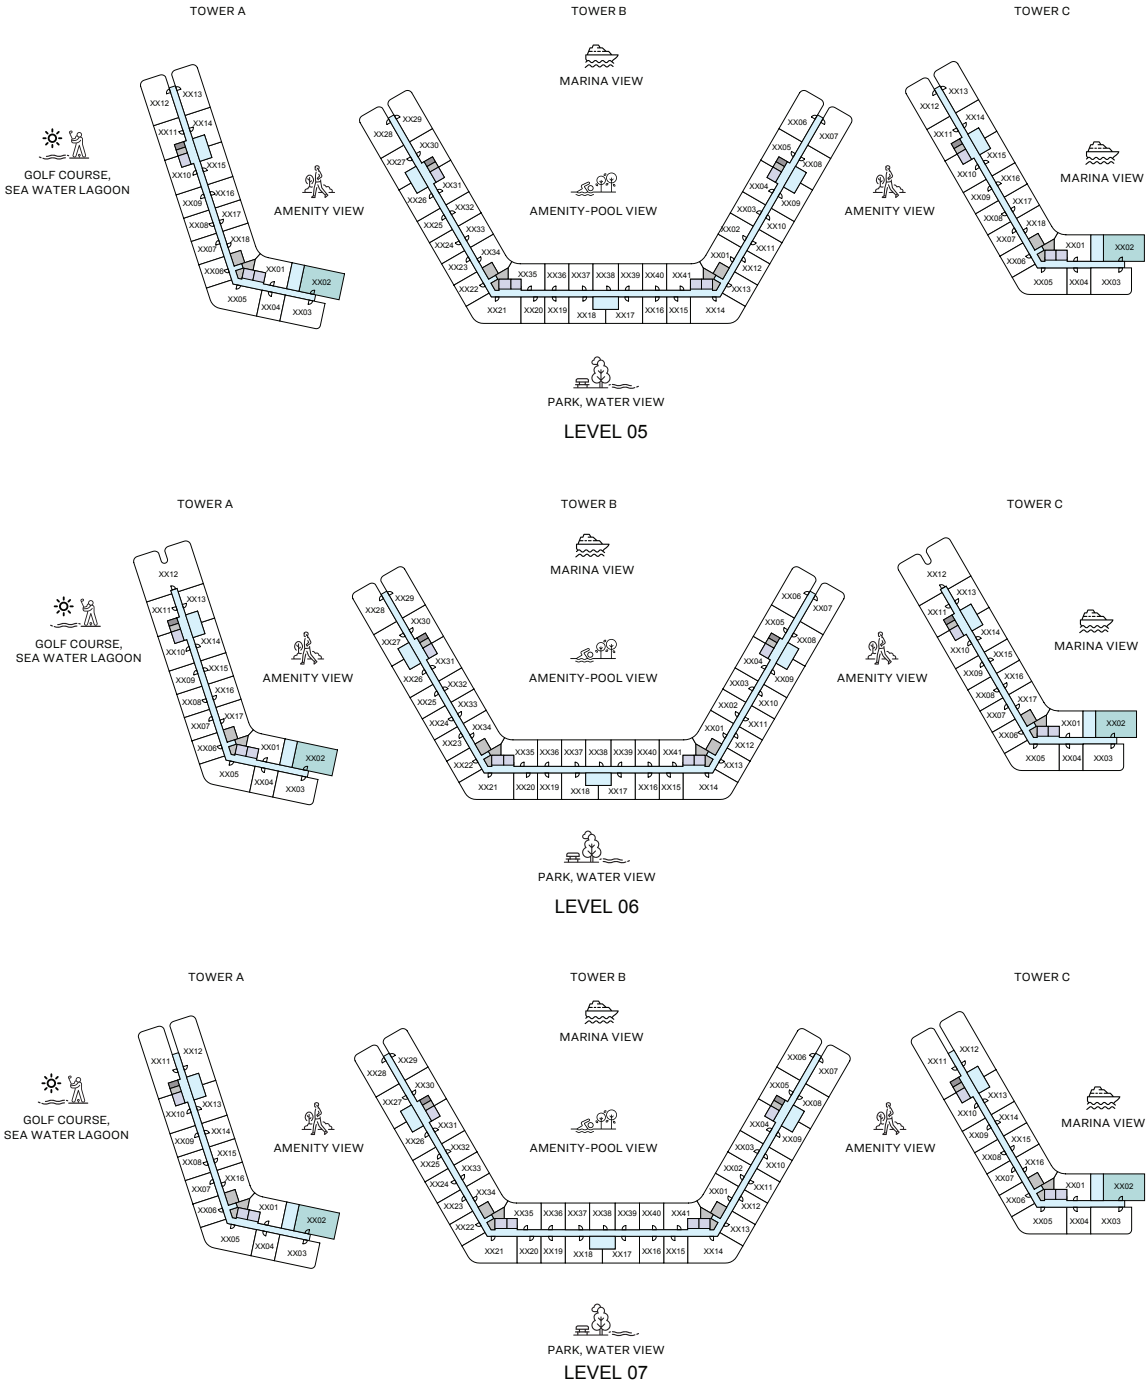 TOWER A
TOWER B
TOWER C
MARINA VIEW
GOLF COURSE,
SEA WATER LAGOON
AMENITY VIEW
AMENITY-POOL VIEW
AMENITY VIEW
MARINA VIEW
XX12
XX13
XX11
XX14
XX10
XX15
XX09
XX16
XX08
XX17
XX07
XX18
XX06
XX01
XX02
XX05
XX04
XX03
XX28
XX29
XX27
XX30
XX26
XX31
XX25
XX32
XX24
XX33
XX23
XX34
XX22
XX35
XX36
XX37
XX38
XX39
XX40
XX41
XX21
XX20
XX19
XX18
XX17
XX16
XX15
XX14
XX06
XX07
XX05
XX08
XX04
XX09
XX03
XX10
XX02
XX11
XX01
XX12
XX13
XX12
XX13
XX11
XX14
XX10
XX15
XX09
XX16
XX08
XX17
XX07
XX18
XX06
XX01
XX02
XX05
XX04
XX03
PARK, WATER VIEW
LEVEL 05
TOWER A
TOWER B
TOWER C
MARINA VIEW
GOLF COURSE,
SEA WATER LAGOON
AMENITY VIEW
AMENITY-POOL VIEW
AMENITY VIEW
MARINA VIEW
XX12
XX11
XX13
XX10
XX14
XX09
XX15
XX08
XX16
XX07
XX17
XX06
XX01
XX02
XX05
XX04
XX03
XX28
XX29
XX27
XX30
XX26
XX31
XX25
XX32
XX24
XX33
XX23
XX34
XX22
XX35
XX36
XX37
XX38
XX39
XX40
XX41
XX21
XX20
XX19
XX18
XX17
XX16
XX15
XX14
XX06
XX07
XX05
XX08
XX04
XX09
XX03
XX10
XX02
XX11
XX01
XX12
XX13
XX12
XX11
XX13
XX10
XX14
XX09
XX15
XX08
XX16
XX07
XX17
XX06
XX01
XX02
XX05
XX04
XX03
PARK, WATER VIEW
LEVEL 06
TOWER A
TOWER B
TOWER C
MARINA VIEW
GOLF COURSE,
SEA WATER LAGOON
AMENITY VIEW
AMENITY-POOL VIEW
AMENITY VIEW
MARINA VIEW
XX11
XX12
XX10
XX13
XX09
XX14
XX08
XX15
XX07
XX16
XX06
XX01
XX02
XX05
XX04
XX03
XX28
XX29
XX27
XX30
XX26
XX31
XX25
XX32
XX24
XX33
XX23
XX34
XX22
XX35
XX36
XX37
XX38
XX39
XX40
XX41
XX21
XX20
XX19
XX18
XX17
XX16
XX15
XX14
XX06
XX07
XX05
XX08
XX04
XX09
XX03
XX10
XX02
XX11
XX01
XX12
XX13
XX11
XX12
XX10
XX13
XX09
XX14
XX08
XX15
XX07
XX16
XX06
XX01
XX02
XX05
XX04
XX03
PARK, WATER VIEW
LEVEL 07